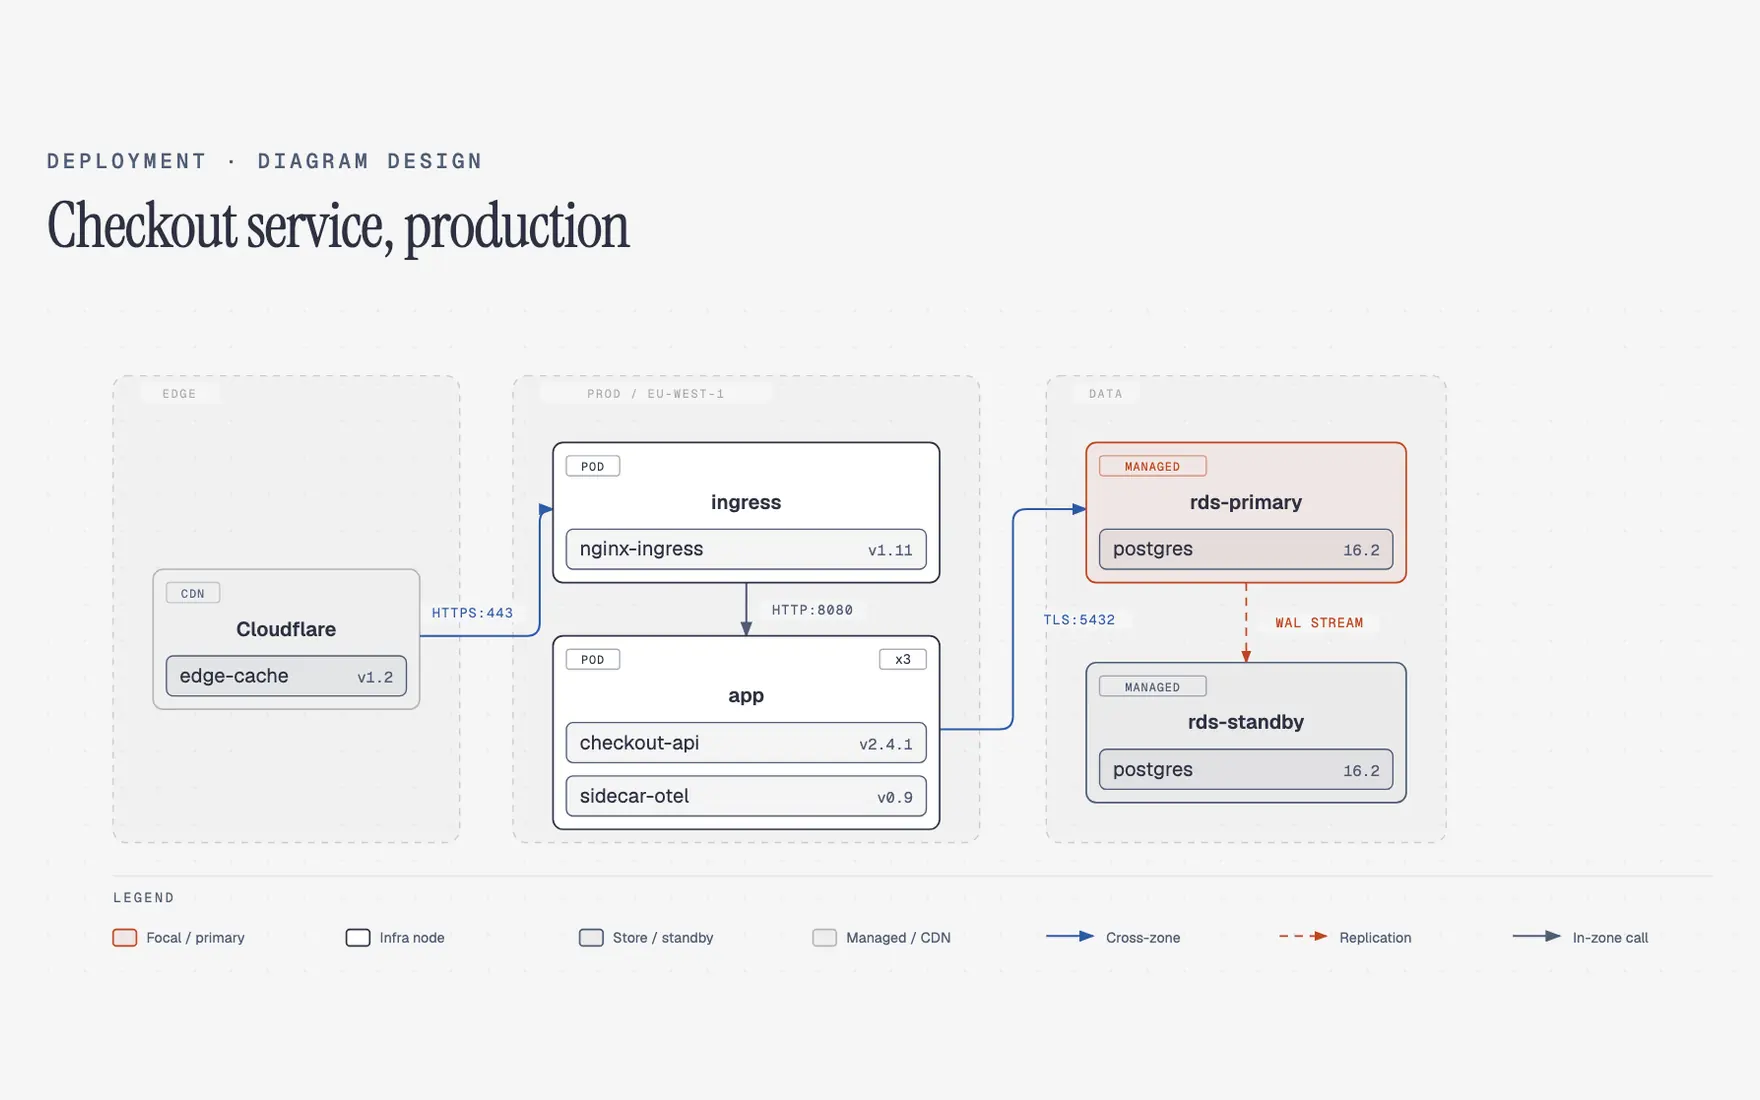 DEPLOYMENT · DIAGRAM DESIGN
Checkout service, production
EDGE
CDN
Cloudflare
edge-cache v1.2
HTTPS:443
PROD / EU-WEST-1
POD
ingress
nginx-ingress v1.11
HTTP:8080
POD x3
app
checkout-api v2.4.1
sidecar-otel v0.9
TLS:5432
DATA
MANAGED
rds-primary
postgres 16.2
WAL STREAM
MANAGED
rds-standby
postgres 16.2
LEGEND
Focal / primary
Infra node
Store / standby
Managed / CDN
Cross-zone
Replication
In-zone call